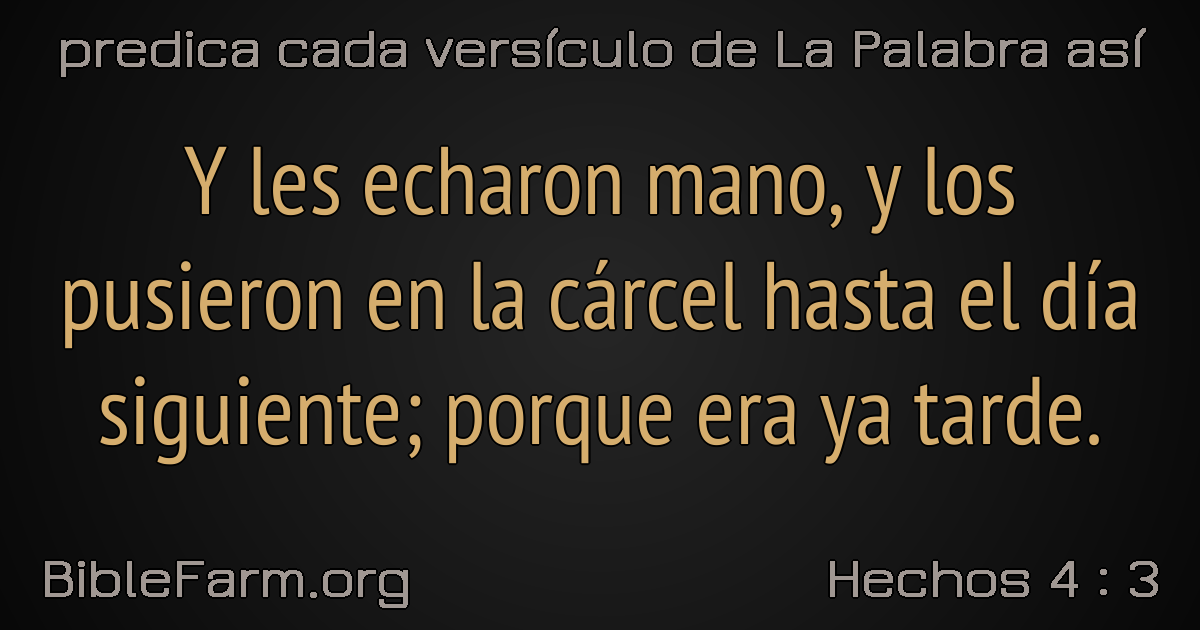 predica cada versículo de La Palabra así
Y les echaron mano, y los
pusieron en la cárcel hasta el día
siguiente; porque era ya tarde.
BibleFarm.org
Hechos 4 : 3